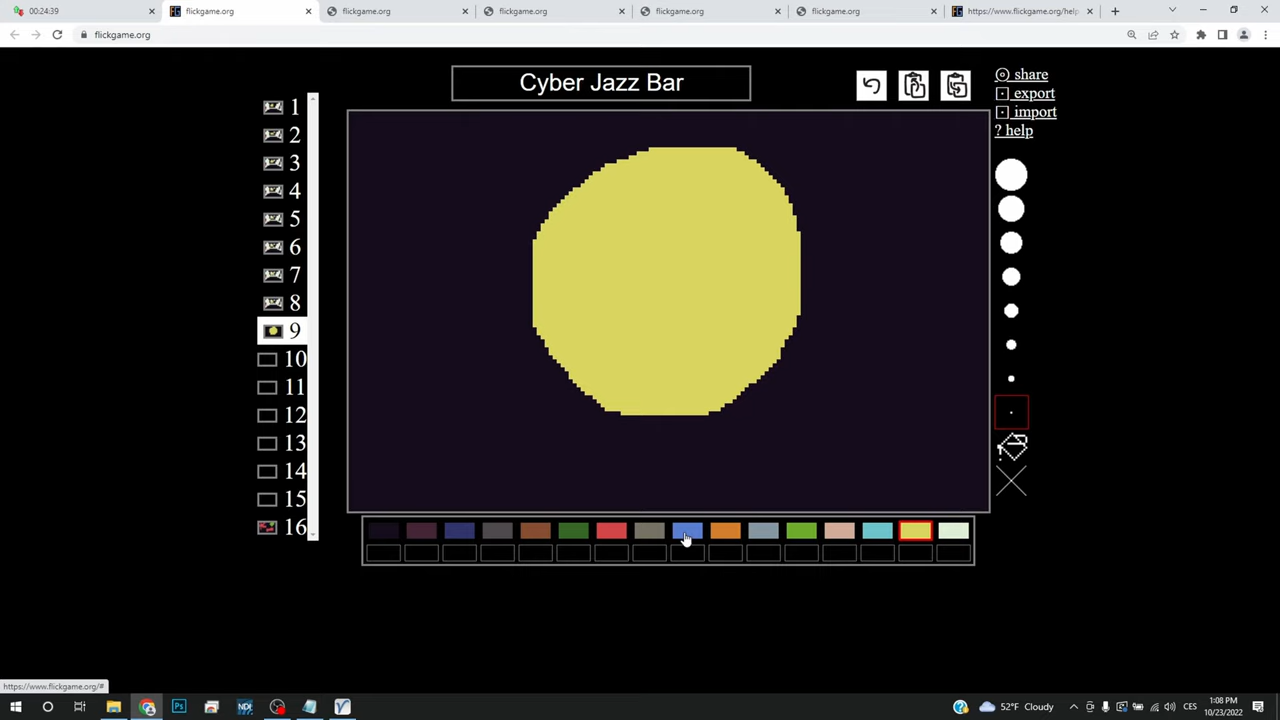 00:24:39
flickgame.org
flickgame.org
flickgame.org
flickgame.org
flickgame.org
https://www.flickgame.org/help
flickgame.org
Cyber Jazz Bar
share
export
import
? help
1
2
3
4
5
6
7
8
9
10
11
12
13
14
15
16
https://www.flickgame.org/#
Ps
NDI
52°F Cloudy
CES
1:08 PM
10/23/2022